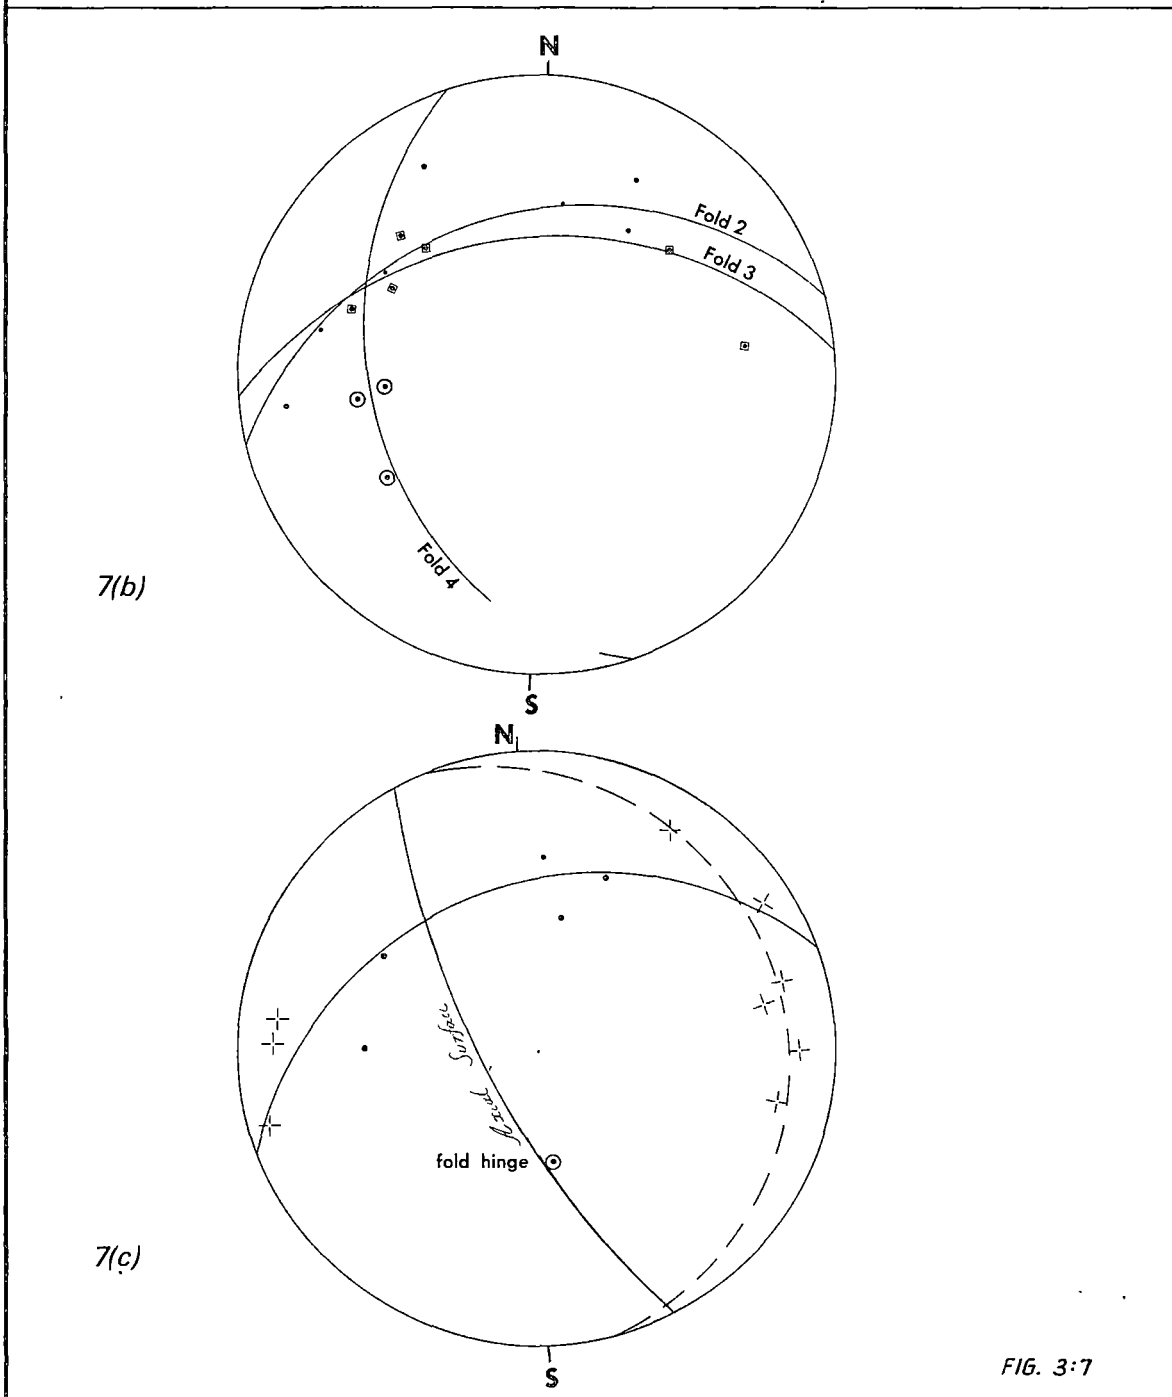 N
Fold 2
Fold 3
Fold 4
7(b)
S
N
Axial Surface
fold hinge
7(c)
S
FIG. 3:7